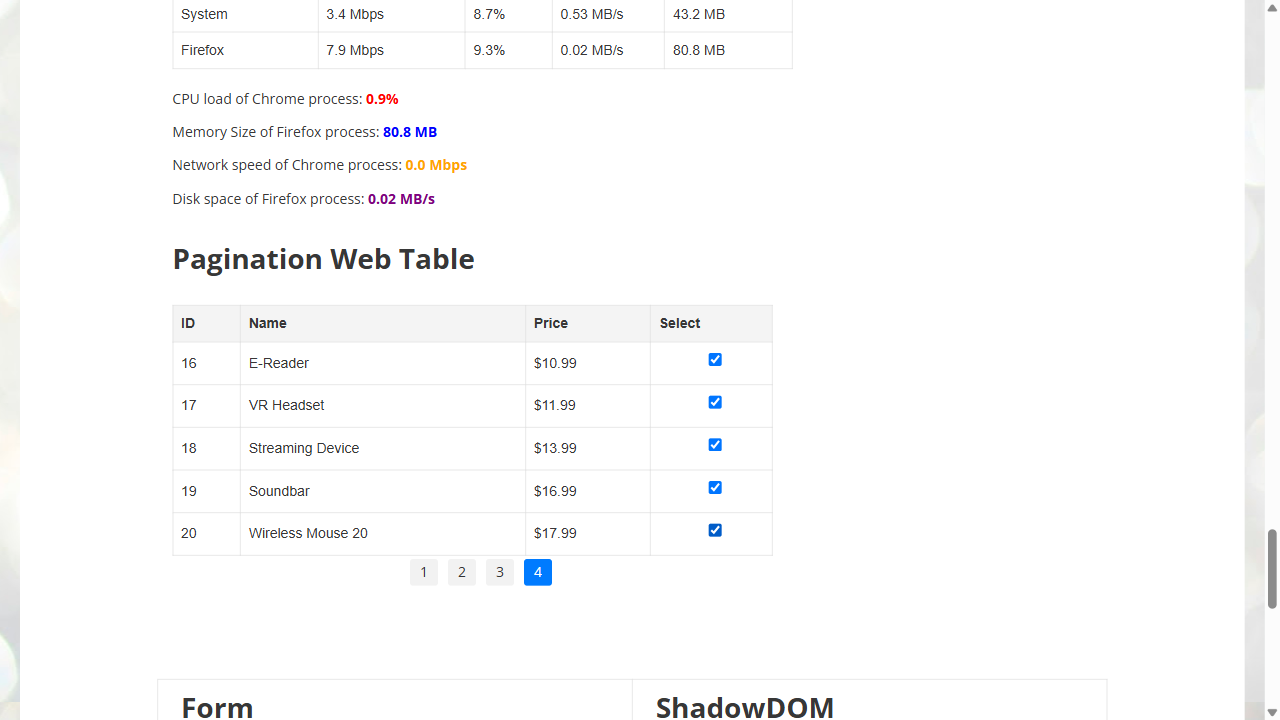 System 3.4 Mbps 8.7% 0.53 MB/s 43.2 MB
Firefox 7.9 Mbps 9.3% 0.02 MB/s 80.8 MB
CPU load of Chrome process: 0.9%
Memory Size of Firefox process: 80.8 MB
Network speed of Chrome process: 0.0 Mbps
Disk space of Firefox process: 0.02 MB/s
Pagination Web Table
ID Name Price Select
16 E-Reader $10.99
17 VR Headset $11.99
18 Streaming Device $13.99
19 Soundbar $16.99
20 Wireless Mouse 20 $17.99
1 2 3 4
Form ShadowDOM